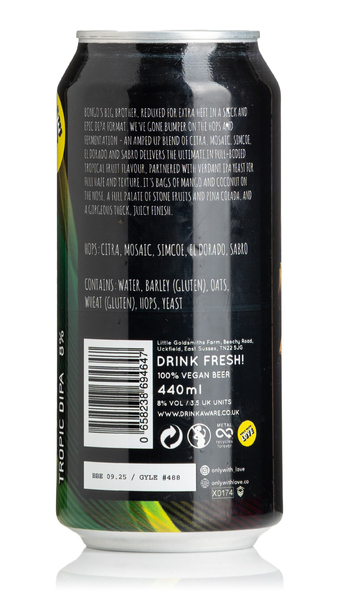 BONGO'S BIG BROTHER, REDUXED FOR EXTRA HEFT IN A SICK AND
EPIC DIPA FORMAT. WE'VE GONE BUMPER ON THE HOPS AND
FERMENTATION - AN AMPED UP BLEND OF CITRA, MOSAIC, SIMCOE,
EL DORADO AND SABRO DELIVERS THE ULTIMATE IN FULL-BODIED
TROPICAL FRUIT FLAVOUR, PARTNERED WITH VERDANT IPA YEAST FOR
FULL HAZE AND TEXTURE. IT'S BAGS OF MANGO AND COCONUT ON
THE NOSE, A FULL PALATE OF STONE FRUITS AND PINA COLADA, AND
A GORGEOUS THICK, JUICY FINISH.
HOPS: CITRA, MOSAIC, SIMCOE, EL DORADO, SABRO
CONTAINS: WATER, BARLEY (GLUTEN), OATS,
WHEAT (GLUTEN), HOPS, YEAST
TROPIC DIPA 8%
0 658238 694647
Little Goldsmiths Farm, Beechy Road,
Uckfield, East Sussex, TN22 5JG
DRINK FRESH!
100% VEGAN BEER
440ml
8% VOL / 3.5 UK UNITS
WWW.DRINKAWARE.CO.UK
METAL
recycles
forever
BBE 09.25 / GYLE #488
onlywith_love
onlywithlove.co
X0174